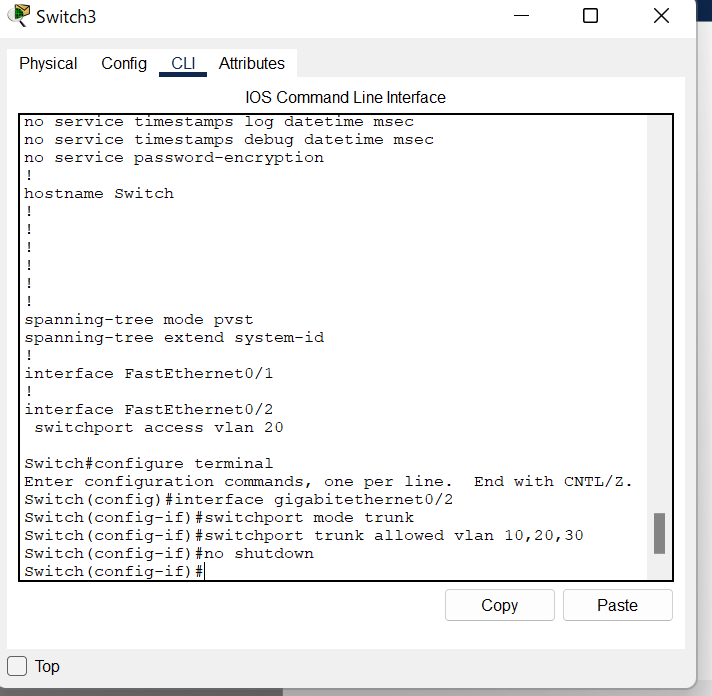 Switch3
Physical Config CLI Attributes
IOS Command Line Interface
no service timestamps log datetime msec
no service timestamps debug datetime msec
no service password-encryption
!
hostname Switch
!
!
!
!
!
!
spanning-tree mode pvst
spanning-tree extend system-id
!
interface FastEthernet0/1
!
interface FastEthernet0/2
 switchport access vlan 20

Switch#configure terminal
Enter configuration commands, one per line.  End with CNTL/Z.
Switch(config)#interface gigabitethernet0/2
Switch(config-if)#switchport mode trunk
Switch(config-if)#switchport trunk allowed vlan 10,20,30
Switch(config-if)#no shutdown
Switch(config-if)#
Copy Paste
Top